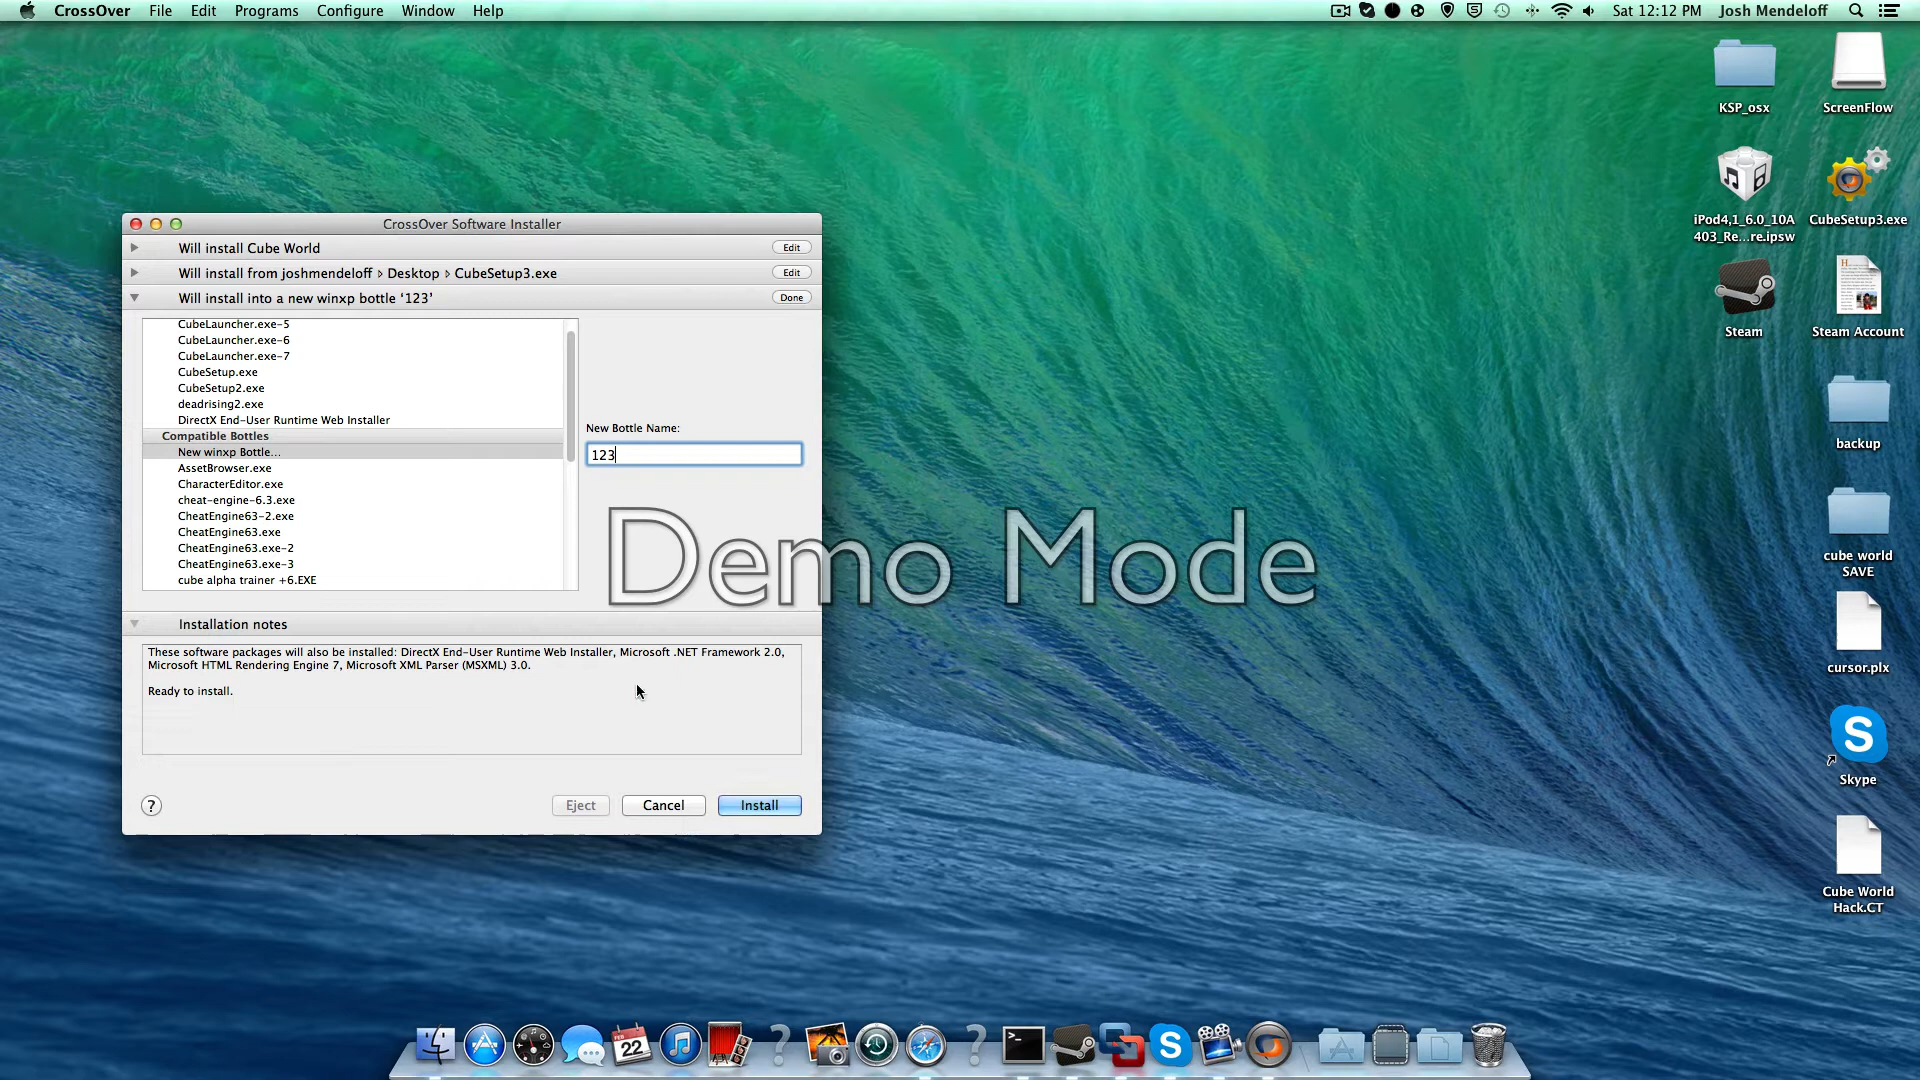 CrossOver File Edit Programs Configure Window Help
Sat 12:12 PM Josh Mendeloff
CrossOver Software Installer
Will install Cube World
Edit
Will install from joshmendeloff ▹ Desktop ▹ CubeSetup3.exe
Edit
Will install into a new winxp bottle ‘123’
Done
CubeLauncher.exe-5
CubeLauncher.exe-6
CubeLauncher.exe-7
CubeSetup.exe
CubeSetup2.exe
deadrising2.exe
DirectX End-User Runtime Web Installer
Compatible Bottles
New winxp Bottle...
AssetBrowser.exe
CharacterEditor.exe
cheat-engine-6.3.exe
CheatEngine63-2.exe
CheatEngine63.exe
CheatEngine63.exe-2
CheatEngine63.exe-3
cube alpha trainer +6.EXE
New Bottle Name:
123
Installation notes
These software packages will also be installed: DirectX End-User Runtime Web Installer, Microsoft .NET Framework 2.0,
Microsoft HTML Rendering Engine 7, Microsoft XML Parser (MSXML) 3.0.
Ready to install.
?
Eject
Cancel
Install
Demo Mode
KSP_osx
ScreenFlow
iPod4,1_6.0_10A
403_Re...re.ipsw
CubeSetup3.exe
Steam
Steam Account
backup
cube world
SAVE
cursor.plx
Skype
Cube World
Hack.CT
22